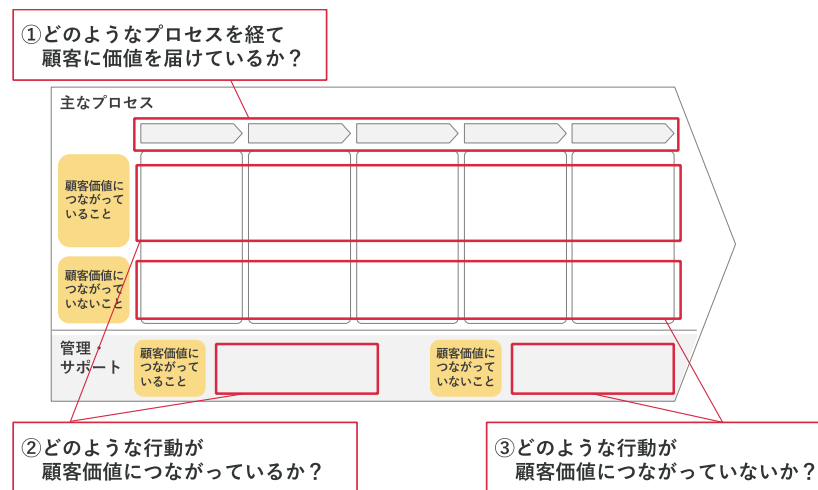 ①どのようなプロセスを経て
顧客に価値を届けているか？
主なプロセス
顧客価値に
つながって
いること
顧客価値に
つながって
いないこと
管理・
サポート
顧客価値に
つながって
いること
顧客価値に
つながって
いないこと
②どのような行動が
顧客価値につながっているか？
③どのような行動が
顧客価値につながっていないか？